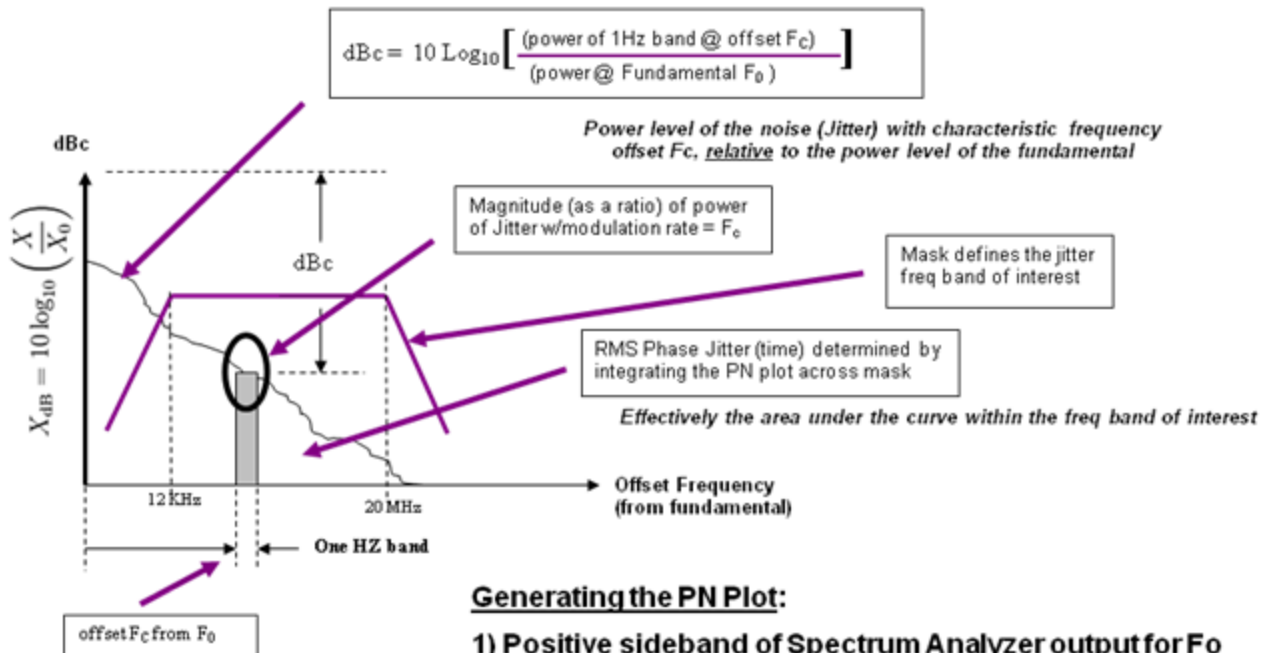 dBc = 10 Log10[ (power of 1Hz band @ offset FC)
(power@ Fundamental F0 ) ]
Power level of the noise (Jitter) with characteristic frequency
offset Fc, relative to the power level of the fundamental
dBc
Magnitude (as a ratio) of power
of Jitter w/modulation rate = Fc
XdB = 10 log10 (X/X0)
dBc
Mask defines the jitter
freq band of interest
RMS Phase Jitter (time) determined by
integrating the PN plot across mask
Effectively the area under the curve within the freq band of interest
12 KHz
20 MHz
Offset Frequency
(from fundamental)
One HZ band
offset FC from F0
Generating the PN Plot:
1) Positive sideband of Spectrum Analyzer output for Fo